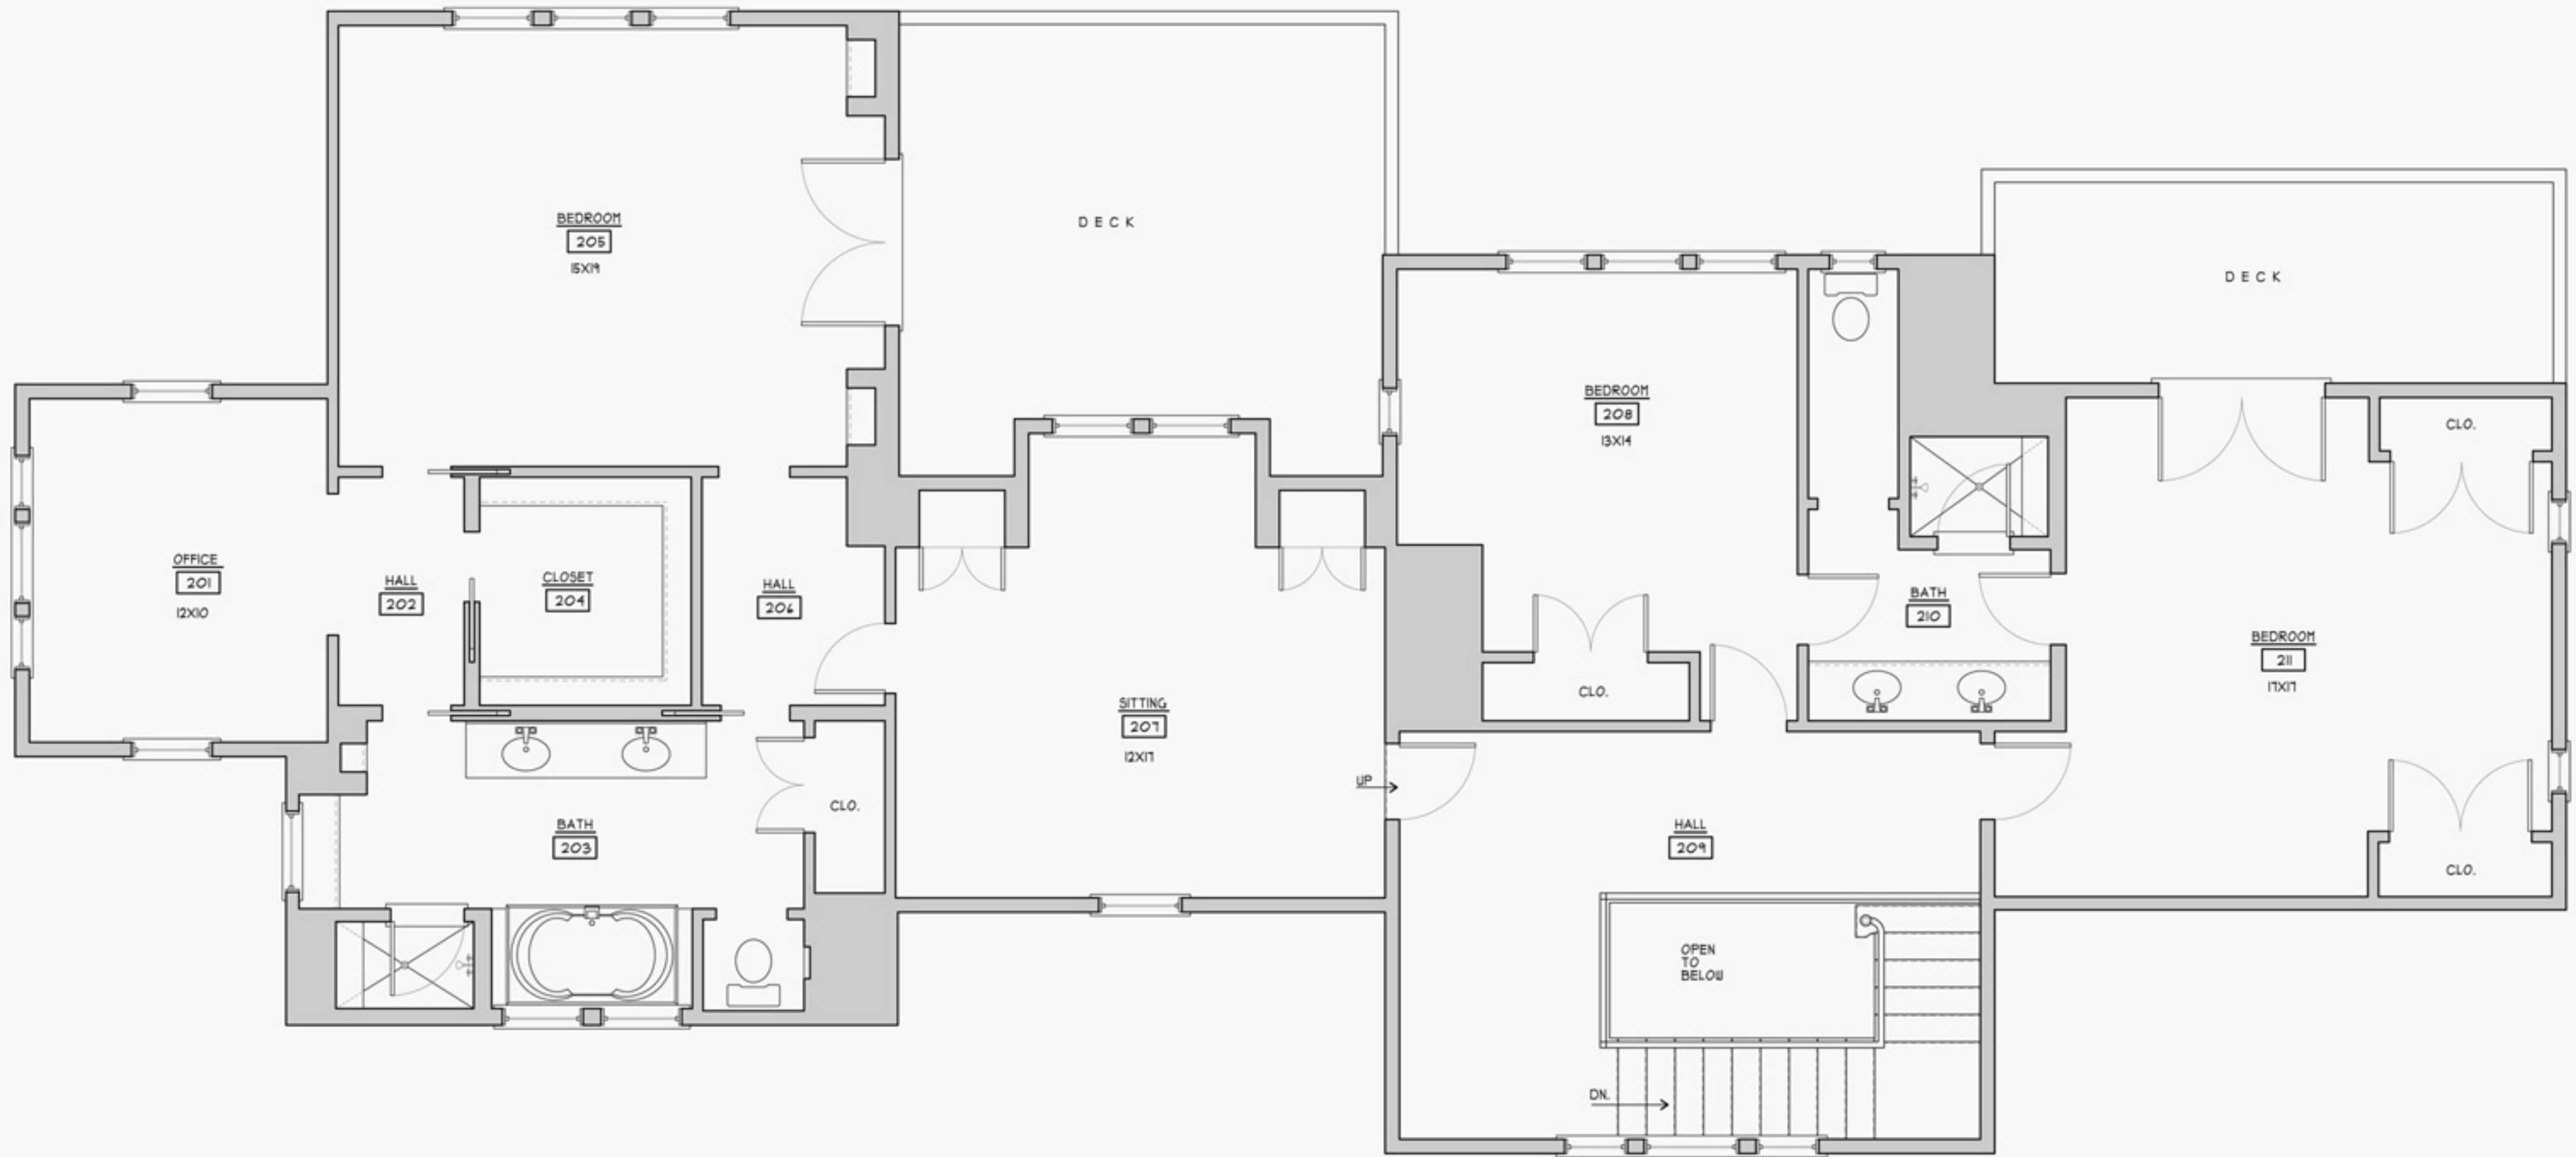 BEDROOM
205
15X19
DECK
DECK
BEDROOM
208
13X14
CLO.
OFFICE
201
12X10
HALL
202
CLOSET
204
HALL
206
BATH
210
BEDROOM
211
17X17
SITTING
207
12X17
CLO.
UP
CLO.
BATH
203
HALL
209
CLO.
OPEN
TO
BELOW
DN.